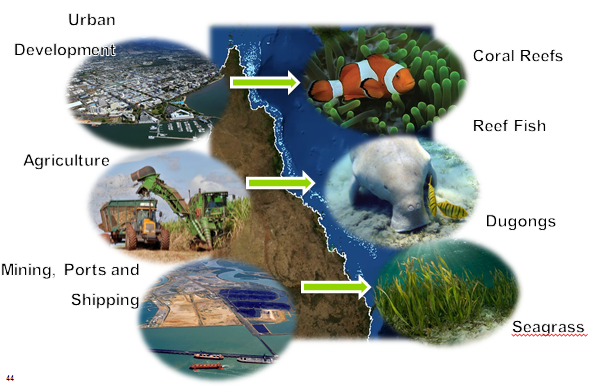 Urban
Development
Coral Reefs
Agriculture
Reef Fish
Mining, Ports and
Shipping
Dugongs
Seagrass
44